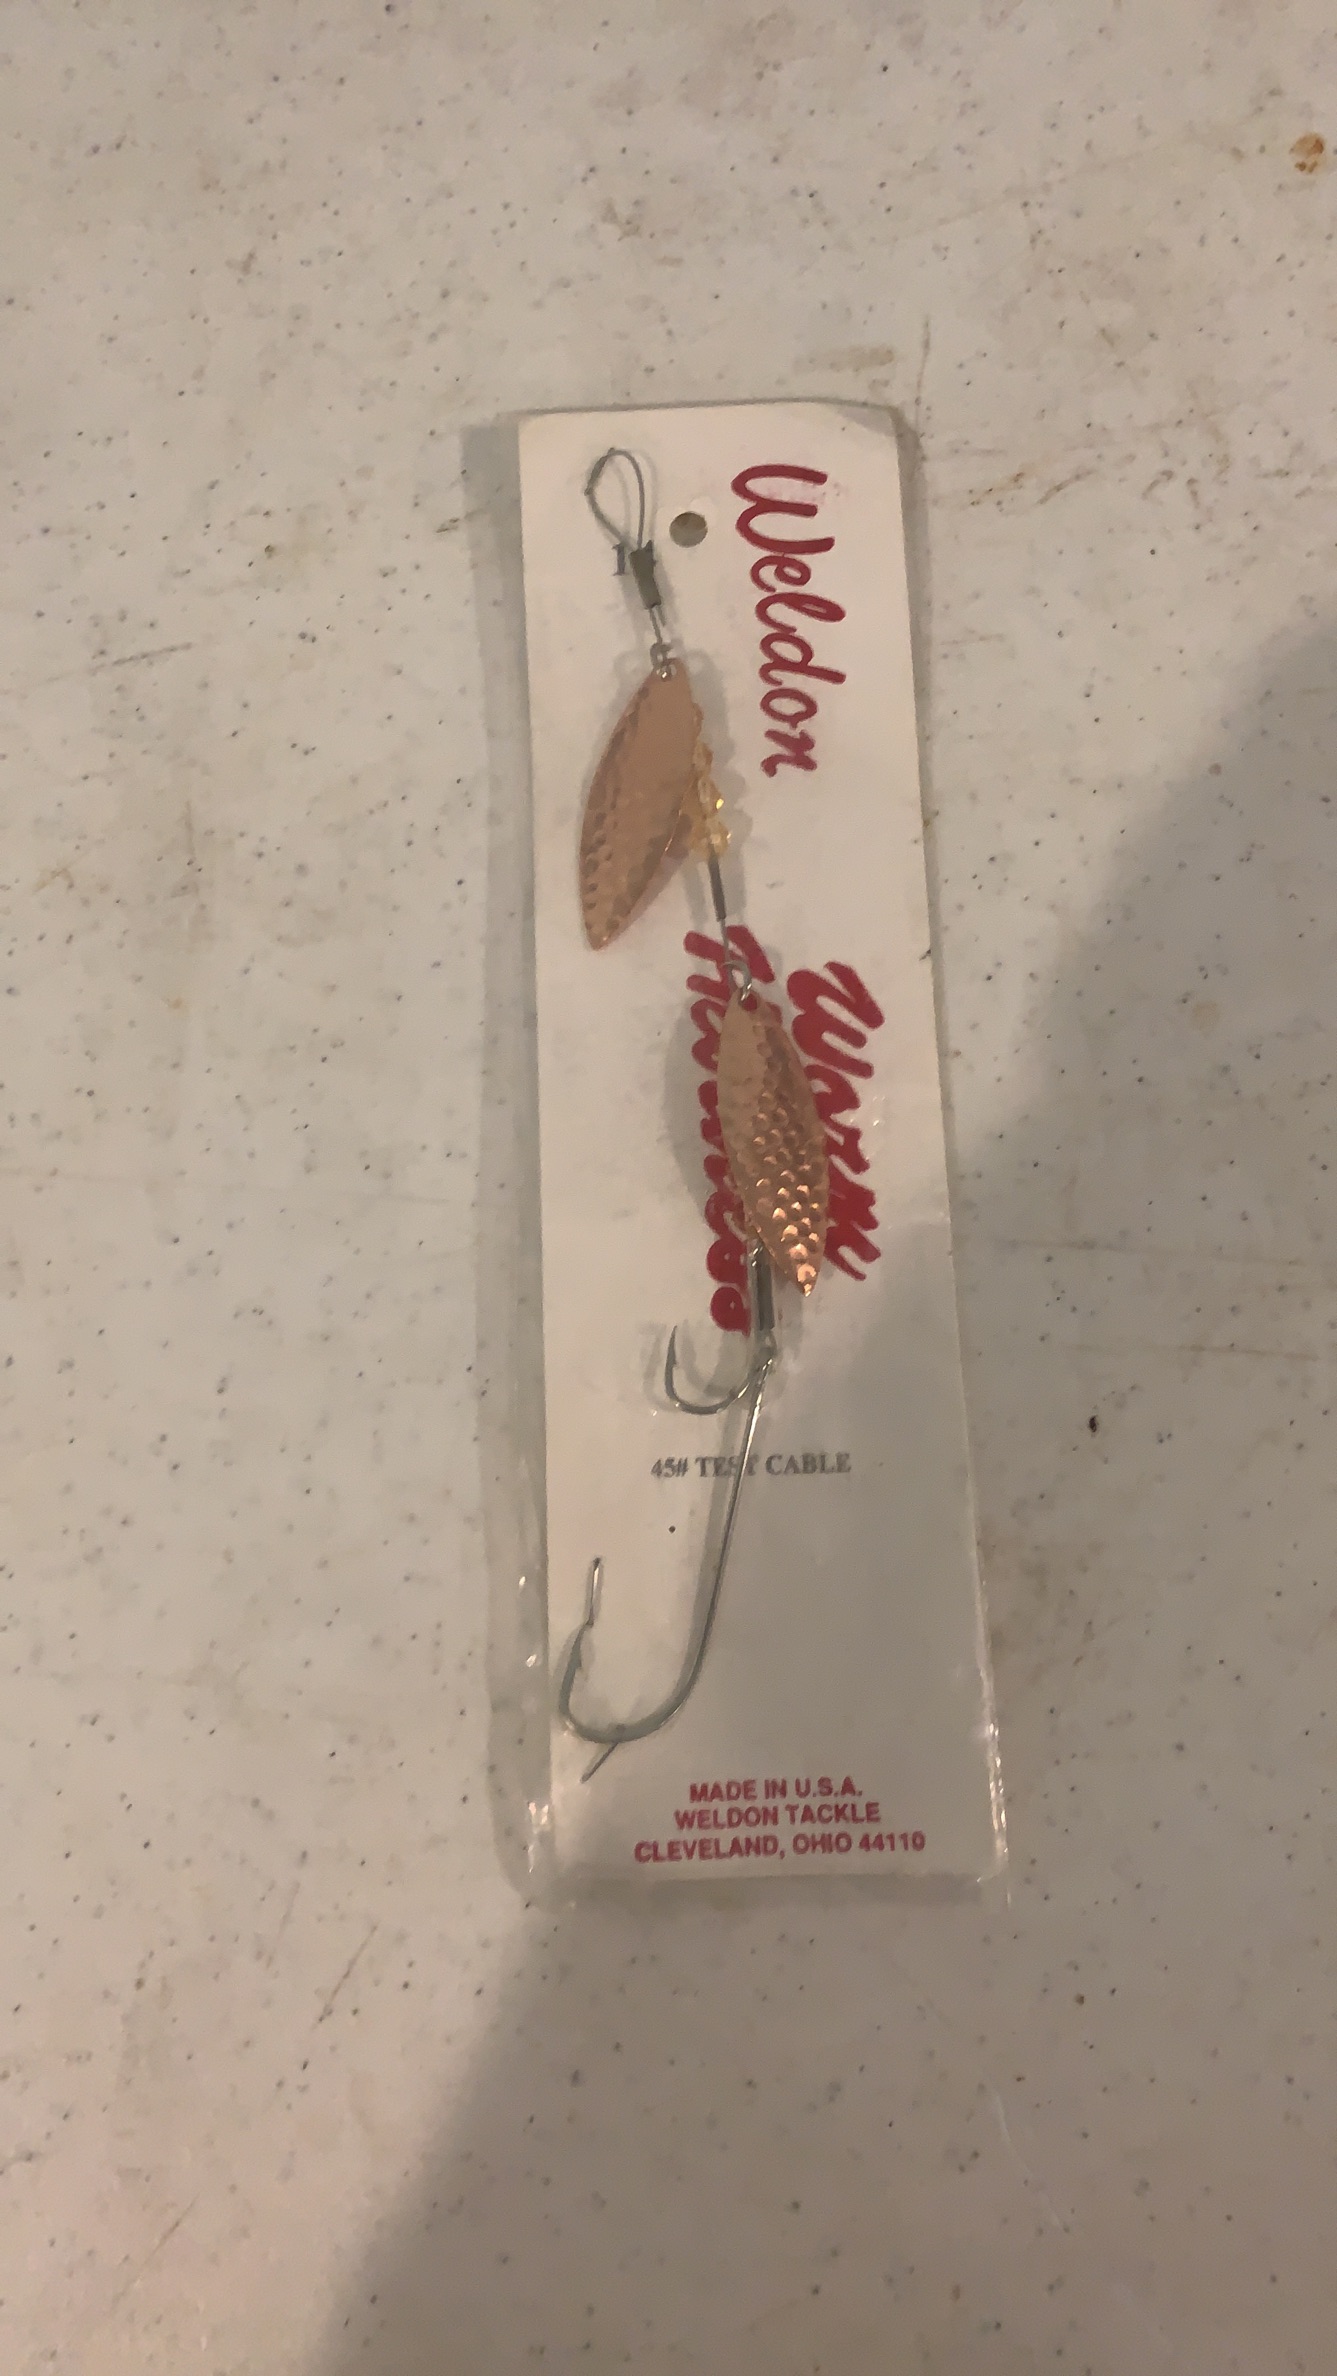 Weldon
Worm
45# TEST CABLE
MADE IN U.S.A.
WELDON TACKLE
CLEVELAND, OHIO 44110